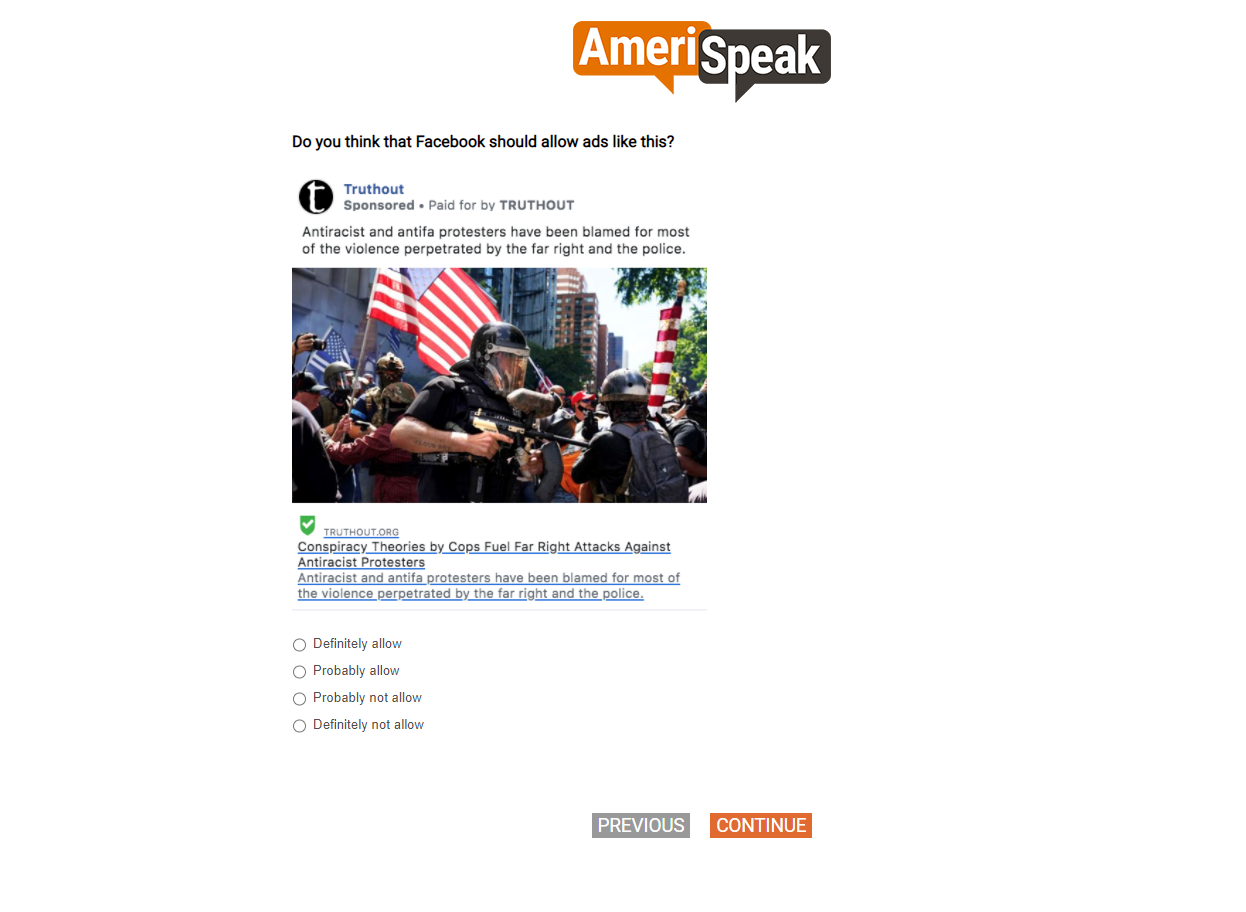 Ameri Speak
Do you think that Facebook should allow ads like this?
t
Truthout
Sponsored • Paid for by TRUTHOUT
Antiracist and antifa protesters have been blamed for most
of the violence perpetrated by the far right and the police.
TRUTHOUT.ORG
Conspiracy Theories by Cops Fuel Far Right Attacks Against
Antiracist Protesters
Antiracist and antifa protesters have been blamed for most of
the violence perpetrated by the far right and the police.
Definitely allow
Probably allow
Probably not allow
Definitely not allow
PREVIOUS CONTINUE